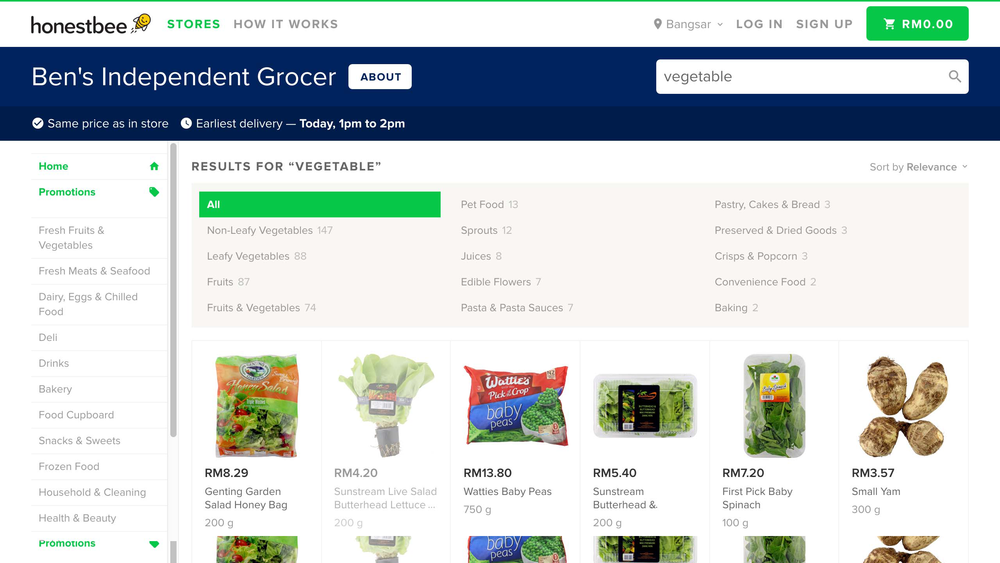 honestbee
STORES
HOW IT WORKS
Bangsar
LOG IN
SIGN UP
RM0.00
Ben's Independent Grocer
ABOUT
vegetable
Same price as in store
Earliest delivery — Today, 1pm to 2pm
Home
Promotions
Fresh Fruits &
Vegetables
Fresh Meats & Seafood
Dairy, Eggs & Chilled
Food
Deli
Drinks
Bakery
Food Cupboard
Snacks & Sweets
Frozen Food
Household & Cleaning
Health & Beauty
Promotions
RESULTS FOR “VEGETABLE”
Sort by Relevance
All
Non-Leafy Vegetables 147
Leafy Vegetables 88
Fruits 87
Fruits & Vegetables 74
Pet Food 13
Sprouts 12
Juices 8
Edible Flowers 7
Pasta & Pasta Sauces 7
Pastry, Cakes & Bread 3
Preserved & Dried Goods 3
Crisps & Popcorn 3
Convenience Food 2
Baking 2
Honey Salad
RM8.29
Genting Garden
Salad Honey Bag
200 g
RM4.20
Sunstream Live Salad
Butterhead Lettuce ...
200 g
Wattie's
Pick of the Crop
baby
peas
RM13.80
Watties Baby Peas
750 g
RM5.40
Sunstream
Butterhead &
200 g
RM7.20
First Pick Baby
Spinach
100 g
RM3.57
Small Yam
300 g